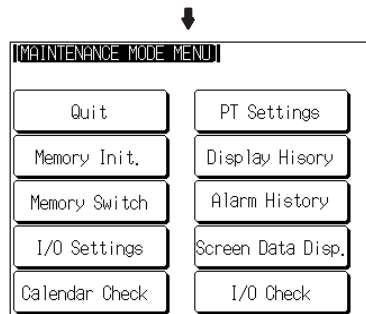 [MAINTENANCE MODE MENU]
Quit
PT Settings
Memory Init.
Display Hisory
Memory Switch
Alarm History
I/O Settings
Screen Data Disp.
Calendar Check
I/O Check